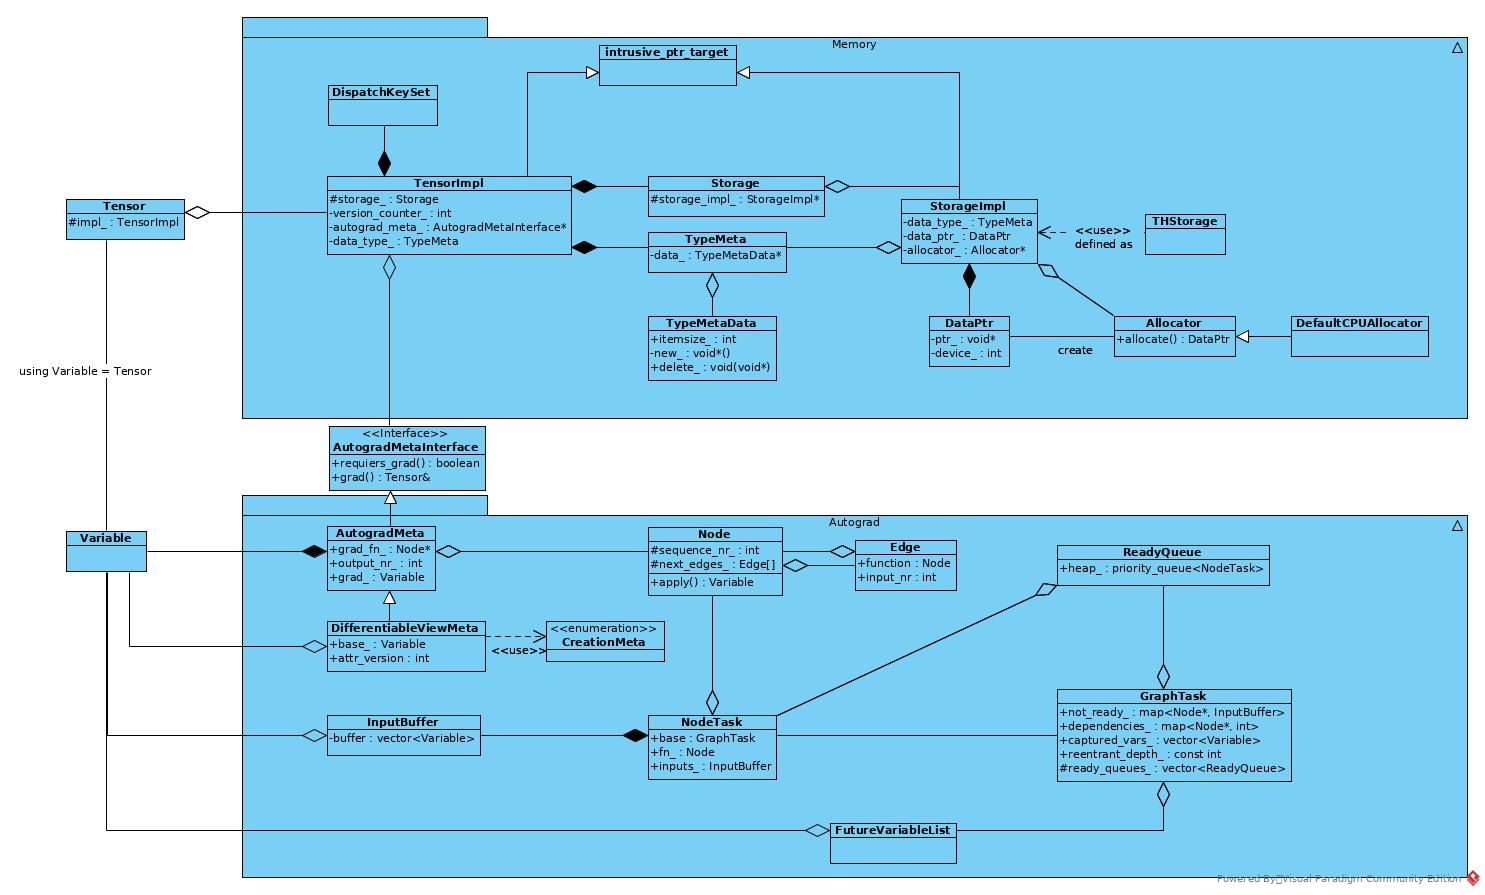 Memory
intrusive_ptr_target
DispatchKeySet
TensorImpl
#storage_ : Storage
-version_counter_ : int
-autograd_meta_ : AutogradMetaInterface*
-data_type_ : TypeMeta
Storage
#storage_impl_ : StorageImpl*
Tensor
#impl_ : TensorImpl
StorageImpl
-data_type_ : TypeMeta
-data_ptr_ : DataPtr
-allocator_ : Allocator*
<<use>>
defined as
THStorage
TypeMeta
-data_ : TypeMetaData*
TypeMetaData
+itemsize_ : int
-new_ : void*()
+delete_ : void(void*)
DataPtr
-ptr_ : void*
-device_ : int
create
Allocator
+allocate() : DataPtr
DefaultCPUAllocator
using Variable = Tensor
<<Interface>>
AutogradMetaInterface
+requiers_grad() : boolean
+grad() : Tensor&
Autograd
Variable
AutogradMeta
+grad_fn_ : Node*
+output_nr_ : int
+grad_ : Variable
Node
#sequence_nr_ : int
#next_edges_ : Edge[]
+apply() : Variable
Edge
+function : Node
+input_nr : int
ReadyQueue
+heap_ : priority_queue<NodeTask>
DifferentiableViewMeta
+base_ : Variable
+attr_version : int
<<use>>
<<enumeration>>
CreationMeta
InputBuffer
-buffer : vector<Variable>
NodeTask
+base : GraphTask
+fn_ : Node
+inputs_ : InputBuffer
GraphTask
+not_ready_ : map<Node*, InputBuffer>
+dependencies_ : map<Node*, int>
+captured_vars_ : vector<Variable>
+reentrant_depth_ : const int
#ready_queues_ : vector<ReadyQueue>
FutureVariableList
Powered By Visual Paradigm Community Edition